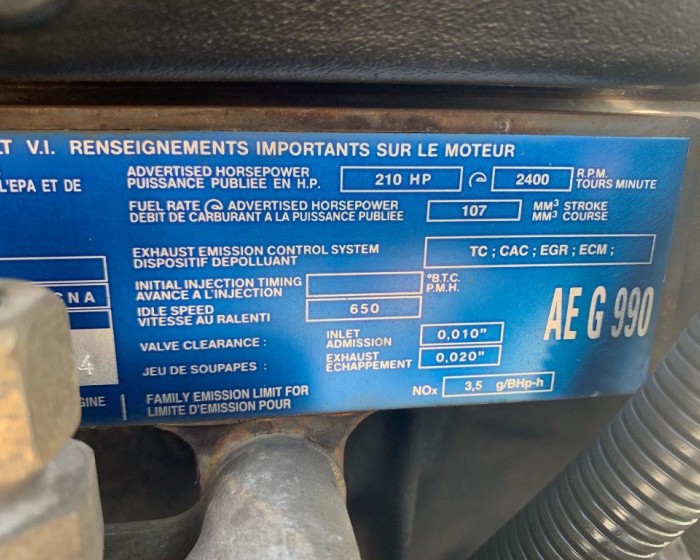 LT V.I. RENSEIGNEMENTS IMPORTANTS SUR LE MOTEUR
L'EPA ET DE
ADVERTISED HORSEPOWER
PUISSANCE PUBLIEE EN H.P.
210 HP @ 2400 R.P.M.
TOURS MINUTE
FUEL RATE @ ADVERTISED HORSEPOWER
DEBIT DE CARBURANT A LA PUISSANCE PUBLIEE
107 MM³ STROKE
MM³ COURSE
EXHAUST EMISSION CONTROL SYSTEM
DISPOSITIF DEPOLLUANT
TC ; CAC ; EGR ; ECM ;
INITIAL INJECTION TIMING
AVANCE A L'INJECTION
°B.T.C.
P.M.H.
GNA
IDLE SPEED
VITESSE AU RALENTI
650
AE G 990
4
VALVE CLEARANCE :
JEU DE SOUPAPES :
INLET
ADMISSION
0,010"
EXHAUST
ECHAPPEMENT
0,020"
GINE
FAMILY EMISSION LIMIT FOR
LIMITE D'EMISSION POUR
NOx 3,5 g/BHp-h